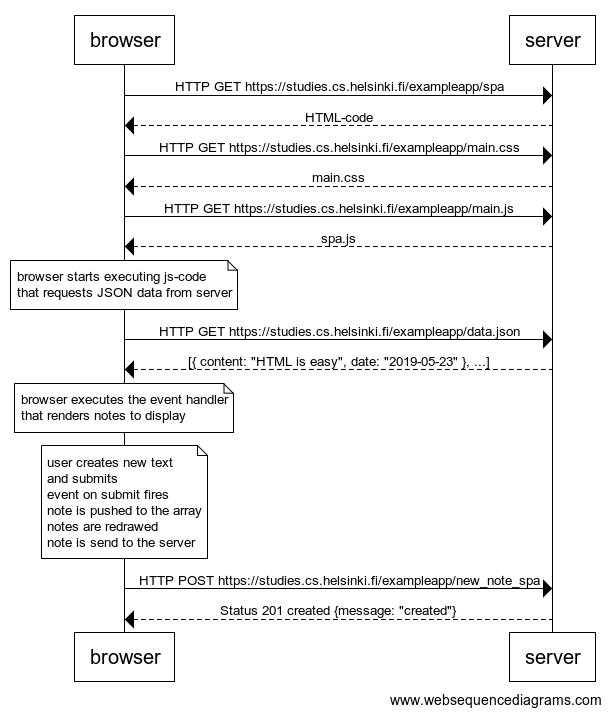 browser server
HTTP GET https://studies.cs.helsinki.fi/exampleapp/spa
HTML-code
HTTP GET https://studies.cs.helsinki.fi/exampleapp/main.css
main.css
HTTP GET https://studies.cs.helsinki.fi/exampleapp/main.js
spa.js
browser starts executing js-code
that requests JSON data from server
HTTP GET https://studies.cs.helsinki.fi/exampleapp/data.json
[{ content: "HTML is easy", date: "2019-05-23" }, ...]
browser executes the event handler
that renders notes to display
user creates new text
and submits
event on submit fires
note is pushed to the array
notes are redrawed
note is send to the server
HTTP POST https://studies.cs.helsinki.fi/exampleapp/new_note_spa
Status 201 created {message: "created"}
browser server
www.websequencediagrams.com